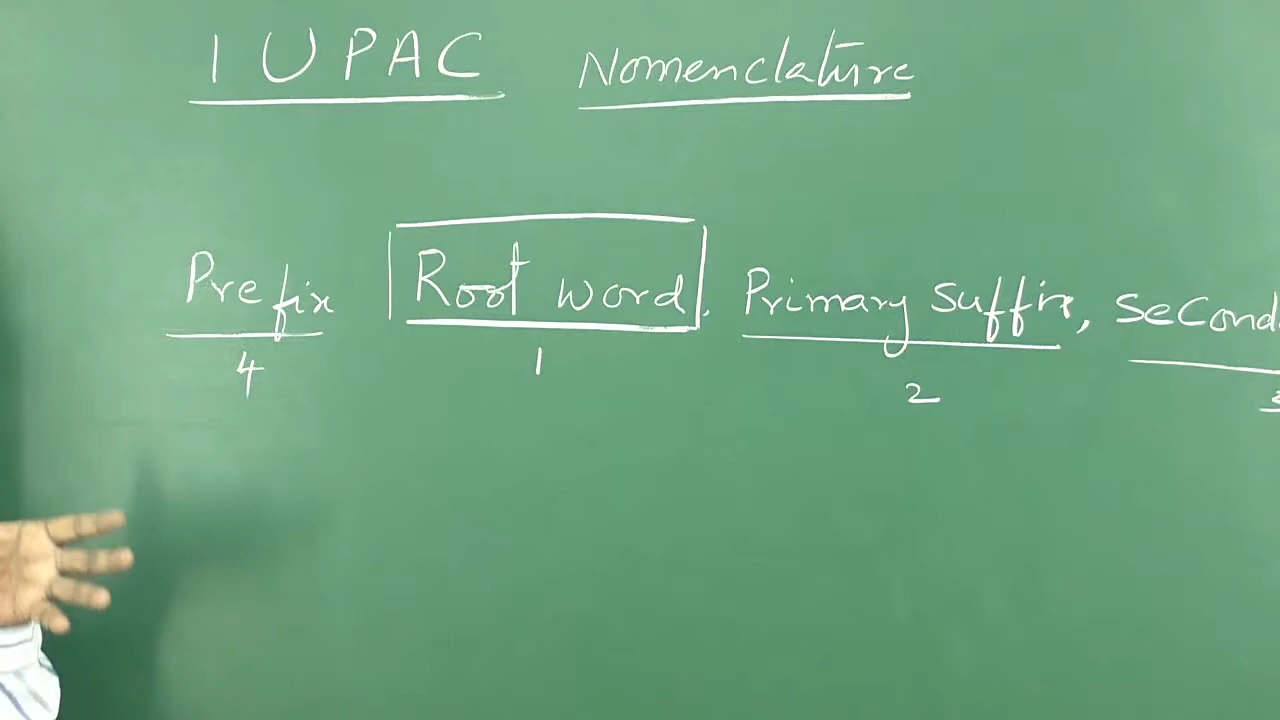 IUPAC Nomenclature
Prefix Root word, Primary suffix, Second
4 1 2